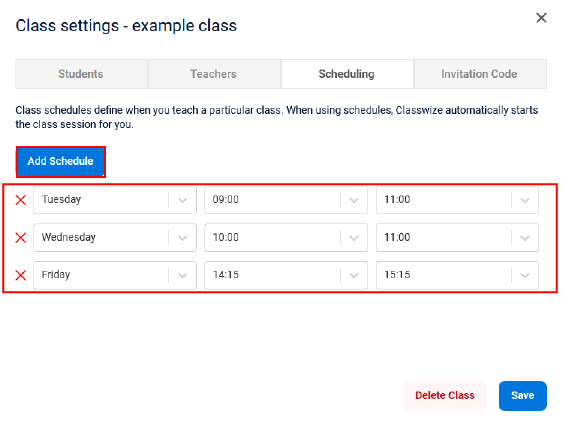 Class settings - example class
Students Teachers Scheduling Invitation Code
Class schedules define when you teach a particular class. When using schedules, Classwize automatically starts
the class session for you.
Add Schedule
Tuesday 09:00 11:00
Wednesday 10:00 11:00
Friday 14:15 15:15
Delete Class Save